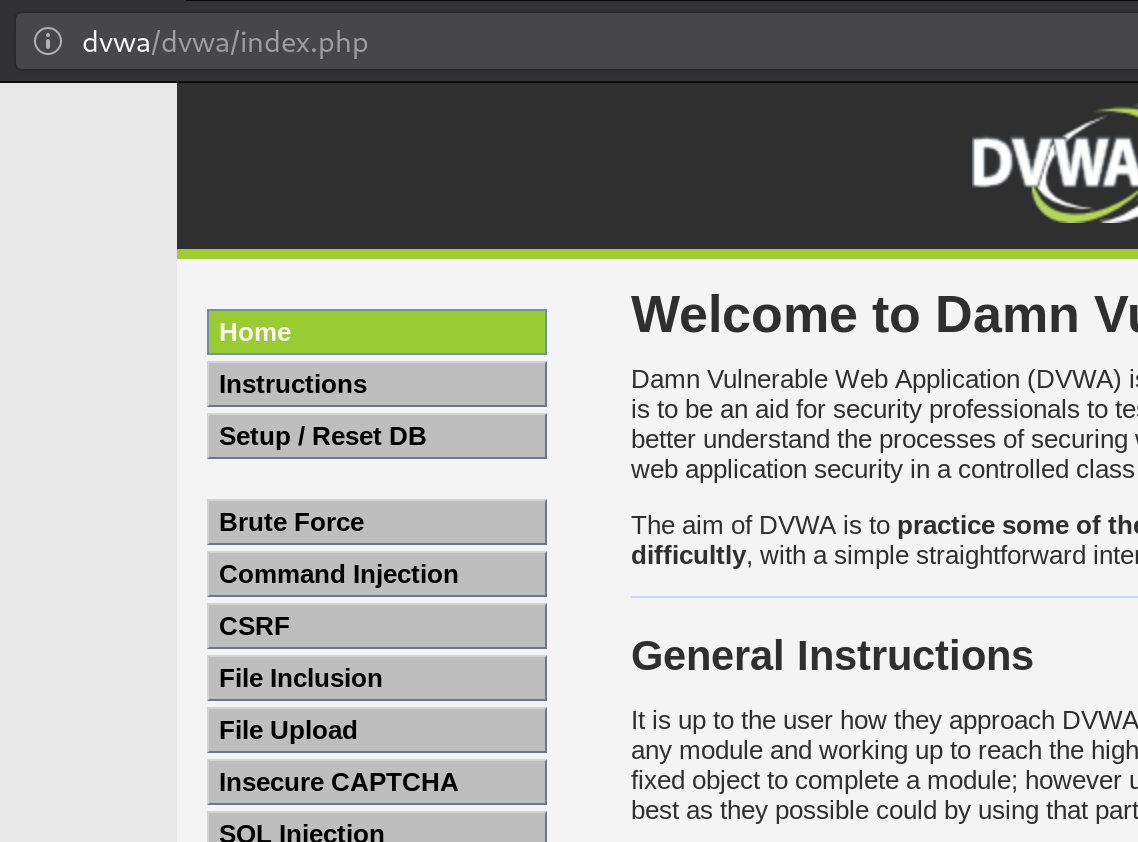 dvwa/dvwa/index.php
DVWA
Home
Instructions
Setup / Reset DB
Brute Force
Command Injection
CSRF
File Inclusion
File Upload
Insecure CAPTCHA
SQL Injection
Welcome to Damn
Damn Vulnerable Web Application (DVWA)
is to be an aid for security professionals to
better understand the processes of securing
web application security in a controlled class
The aim of DVWA is to practice some of the
difficultly, with a simple straightforward
General Instructions
It is up to the user how they approach DVWA
any module and working up to reach the high
fixed object to complete a module; however
best as they possible could by using that part